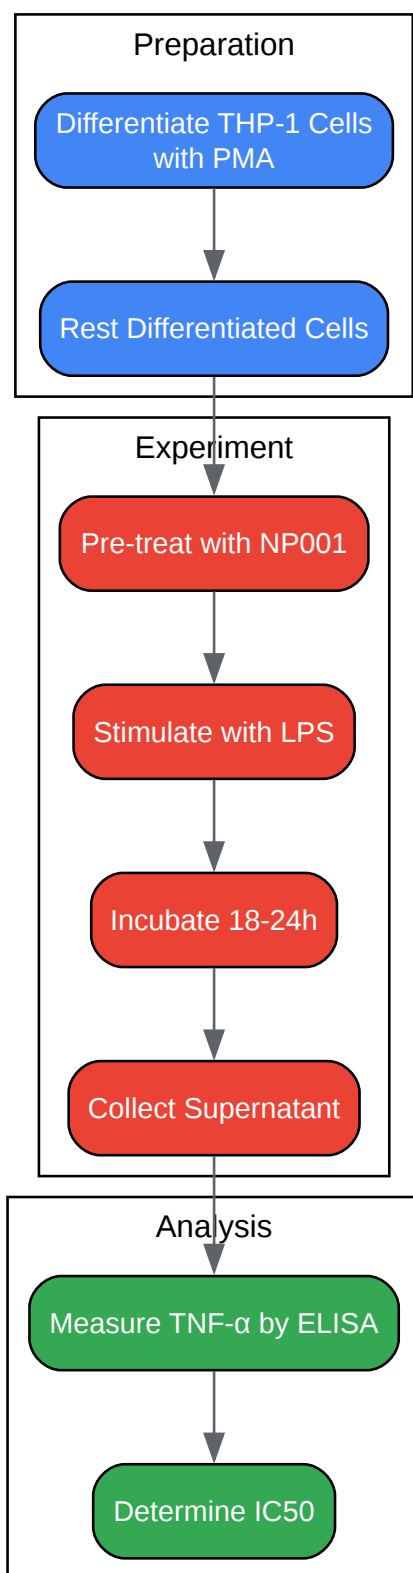 Preparation
Differentiate THP-1 Cells
with PMA
Rest Differentiated Cells
Experiment
Pre-treat with NP001
Stimulate with LPS
Incubate 18-24h
Collect Supernatant
Analysis
Measure TNF-α by ELISA
Determine IC50